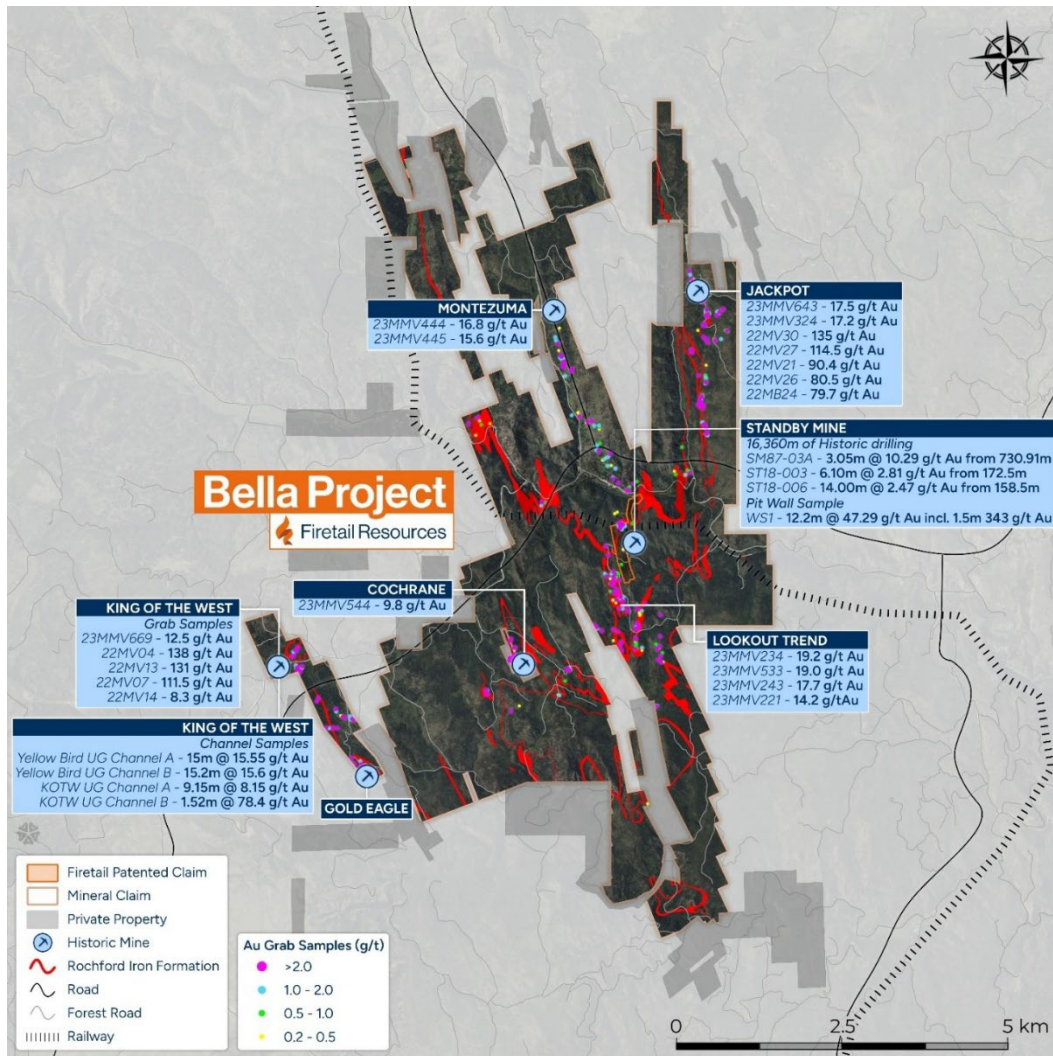 MONTEZUMA
23MMV444 - 16.8 g/t Au
23MMV445 - 15.6 g/t Au
JACKPOT
23MMV643 - 17.5 g/t Au
23MMV324 - 17.2 g/t Au
22MV30 - 135 g/t Au
22MV27 - 114.5 g/t Au
22MV21 - 90.4 g/t Au
22MV26 - 80.5 g/t Au
22MB24 - 79.7 g/t Au
STANDBY MINE
16,360m of Historic drilling
SM87-03A - 3.05m @ 10.29 g/t Au from 730.91m
ST18-003 - 6.10m @ 2.81 g/t Au from 172.5m
ST18-006 - 14.00m @ 2.47 g/t Au from 158.5m
Pit Wall Sample
WS1 - 12.2m @ 47.29 g/t Au incl. 1.5m 343 g/t Au
Bella Project
Firetail Resources
COCHRANE
23MMV544 - 9.8 g/t Au
KING OF THE WEST
Grab Samples
23MMV669 - 12.5 g/t Au
22MV04 - 138 g/t Au
22MV13 - 131 g/t Au
22MV07 - 111.5 g/t Au
22MV14 - 8.3 g/t Au
LOOKOUT TREND
23MMV234 - 19.2 g/t Au
23MMV533 - 19.0 g/t Au
23MMV243 - 17.7 g/t Au
23MMV221 - 14.2 g/tAu
KING OF THE WEST
Channel Samples
Yellow Bird UG Channel A - 15m @ 15.55 g/t Au
Yellow Bird UG Channel B - 15.2m @ 15.6 g/t Au
KOTW UG Channel A - 9.15m @ 8.15 g/t Au
KOTW UG Channel B - 1.52m @ 78.4 g/t Au
GOLD EAGLE
Firetail Patented Claim
Mineral Claim
Private Property
Historic Mine
Rochford Iron Formation
Road
Forest Road
Railway
Au Grab Samples (g/t)
>2.0
1.0 - 2.0
0.5 - 1.0
0.2 - 0.5
0 2.5 5 km